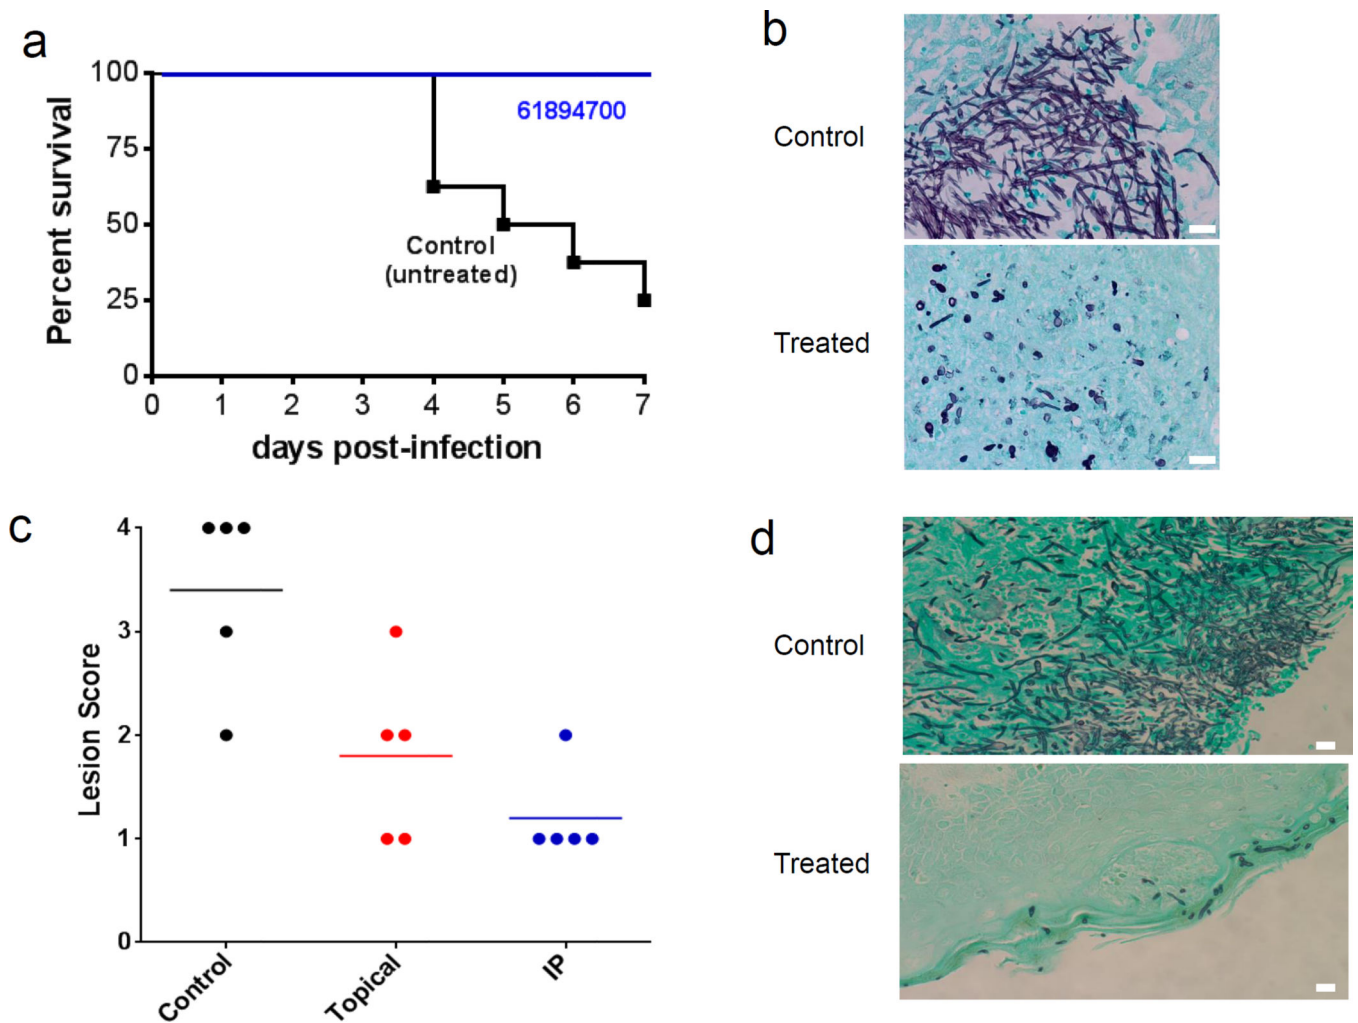 a
100
75
50
25
0
Percent survival
61894700
Control
(untreated)
0 1 2 3 4 5 6 7
days post-infection
b
Control
Treated
c
4
3
2
1
0
Lesion Score
Control Topical IP
d
Control
Treated